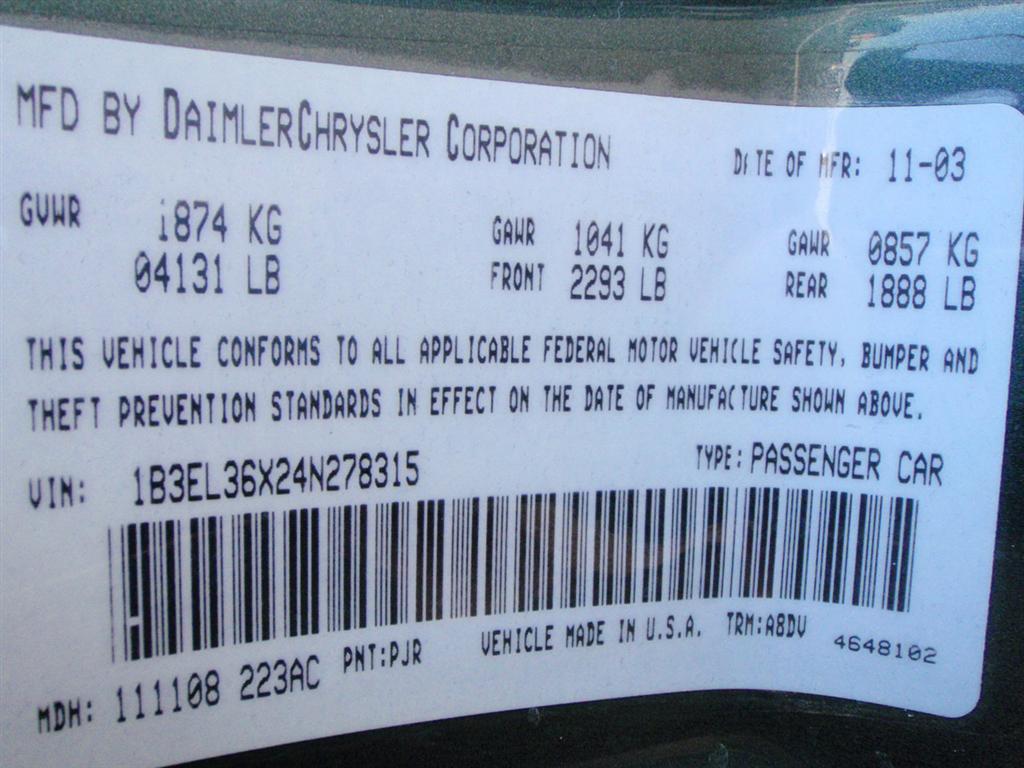 MFD BY DAIMLERCHRYSLER CORPORATION DATE OF MFR: 11-03
GVWR 1874 KG GAWR 1041 KG GAWR 0857 KG
04131 LB FRONT 2293 LB REAR 1888 LB
THIS VEHICLE CONFORMS TO ALL APPLICABLE FEDERAL MOTOR VEHICLE SAFETY, BUMPER AND
THEFT PREVENTION STANDARDS IN EFFECT ON THE DATE OF MANUFACTURE SHOWN ABOVE.
VIN: 1B3EL36X24N278315 TYPE: PASSENGER CAR
MDH: 111108 223AC PNT:PJR VEHICLE MADE IN U.S.A. TRM:A8DV 4648102